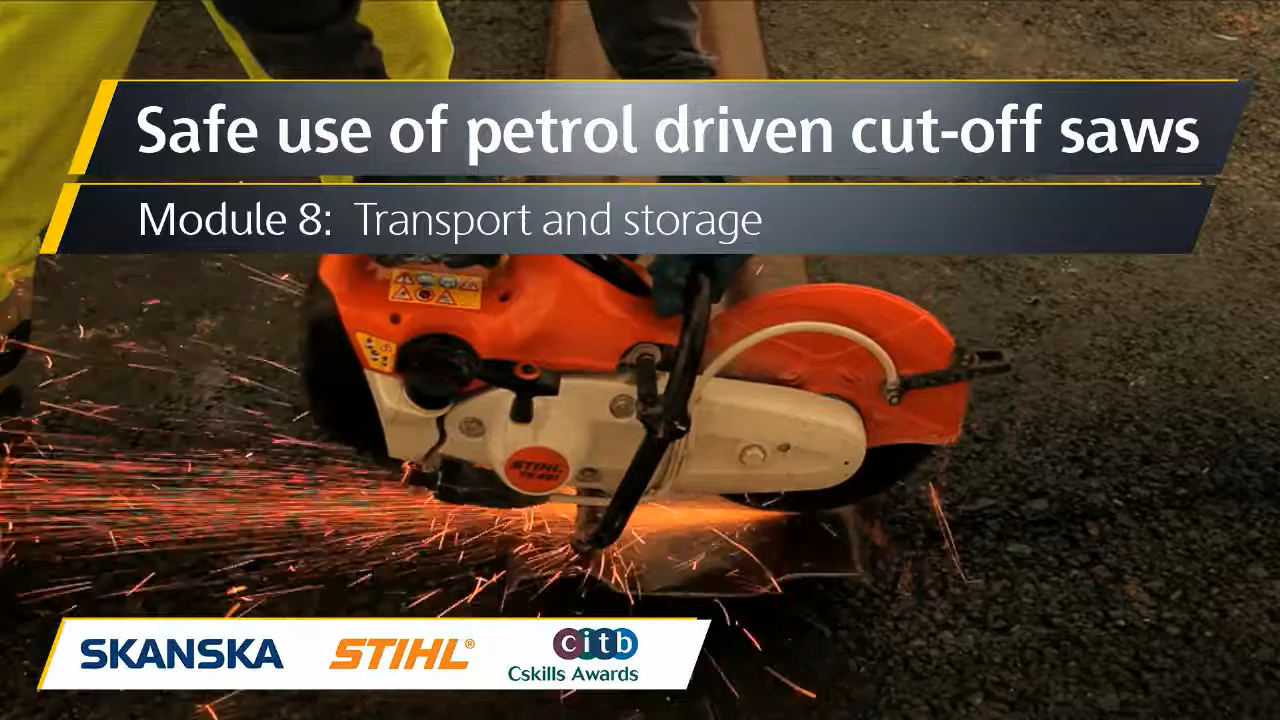 Safe use of petrol driven cut-off saws
Module 8: Transport and storage
STIHL
SKANSKA STIHL® citb
Cskills Awards